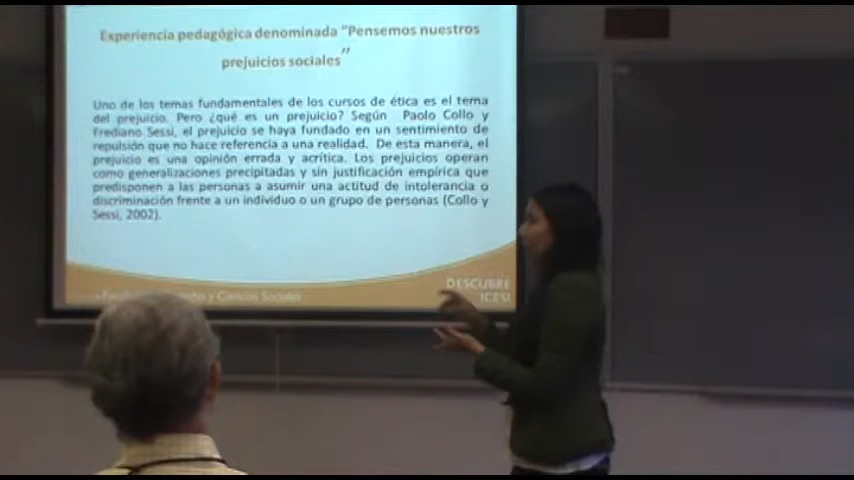 Experiencia pedagógica denominada "Pensemos nuestros
prejuicios sociales"
Uno de los temas fundamentales de los cursos de ética es el tema
del prejuicio. Pero ¿qué es un prejuicio? Según Paolo Collo y
Frediano Sessi, el prejuicio se haya fundado en un sentimiento de
repulsión que no hace referencia a una realidad. De esta manera, el
prejuicio es una opinión errada y acrítica. Los prejuicios operan
como generalizaciones precipitadas y sin justificación empírica que
predisponen a las personas a asumir una actitud de intolerancia o
discriminación frente a un individuo o un grupo de personas (Collo y
Sessi, 2002).
y Ciencias Sociales
DESCUBRE
ICESI